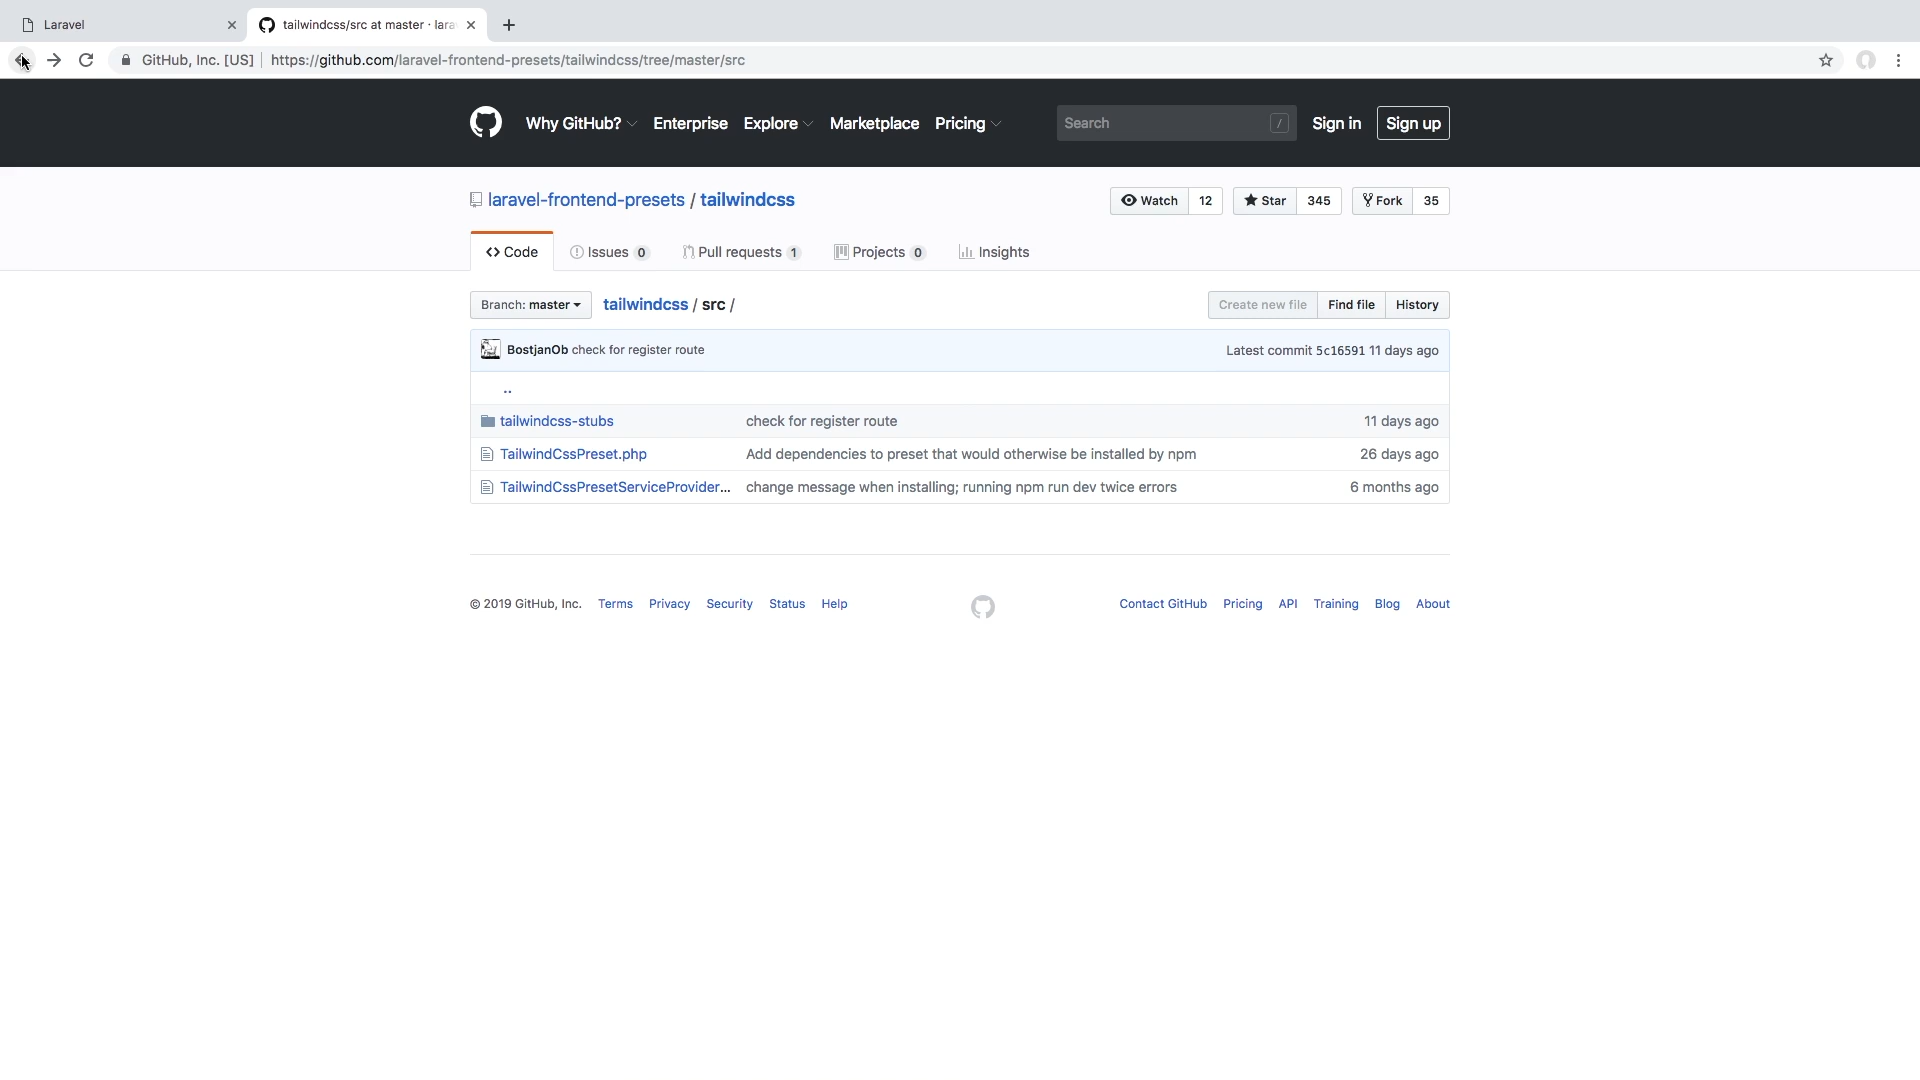 Laravel
tailwindcss/src at master · lara
GitHub, Inc. [US] https://github.com/laravel-frontend-presets/tailwindcss/tree/master/src
Why GitHub? Enterprise Explore Marketplace Pricing Search / Sign in Sign up
laravel-frontend-presets / tailwindcss Watch 12 Star 345 Fork 35
Code Issues 0 Pull requests 1 Projects 0 Insights
Branch: master tailwindcss / src / Create new file Find file History
BostjanOb check for register route Latest commit 5c16591 11 days ago
..
tailwindcss-stubs check for register route 11 days ago
TailwindCssPreset.php Add dependencies to preset that would otherwise be installed by npm 26 days ago
TailwindCssPresetServiceProvider... change message when installing; running npm run dev twice errors 6 months ago
© 2019 GitHub, Inc. Terms Privacy Security Status Help Contact GitHub Pricing API Training Blog About